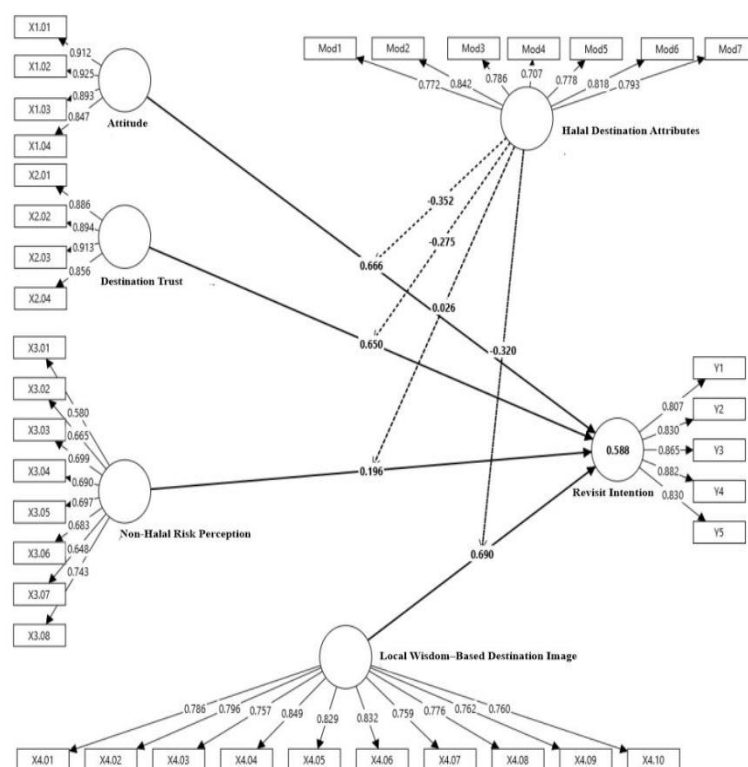 X1.01
X1.02
X1.03
X1.04
0.912
0.925
0.893
0.847
Attitude
X2.01
X2.02
X2.03
X2.04
0.886
0.894
0.913
0.856
Destination Trust
X3.01
X3.02
X3.03
X3.04
X3.05
X3.06
X3.07
X3.08
0.580
0.665
0.699
0.690
0.697
0.683
0.648
0.743
Non-Halal Risk Perception
Mod1
Mod2
Mod3
Mod4
Mod5
Mod6
Mod7
0.772
0.842
0.786
0.707
0.778
0.818
0.793
Halal Destination Attributes
-0.352
-0.275
0.026
-0.320
0.666
0.650
0.196
0.690
0.588
Revisit Intention
Y1
Y2
Y3
Y4
Y5
0.807
0.830
0.865
0.882
0.830
Local Wisdom–Based Destination Image
0.786
0.796
0.757
0.849
0.829
0.832
0.759
0.776
0.762
0.760
X4.01
X4.02
X4.03
X4.04
X4.05
X4.06
X4.07
X4.08
X4.09
X4.10